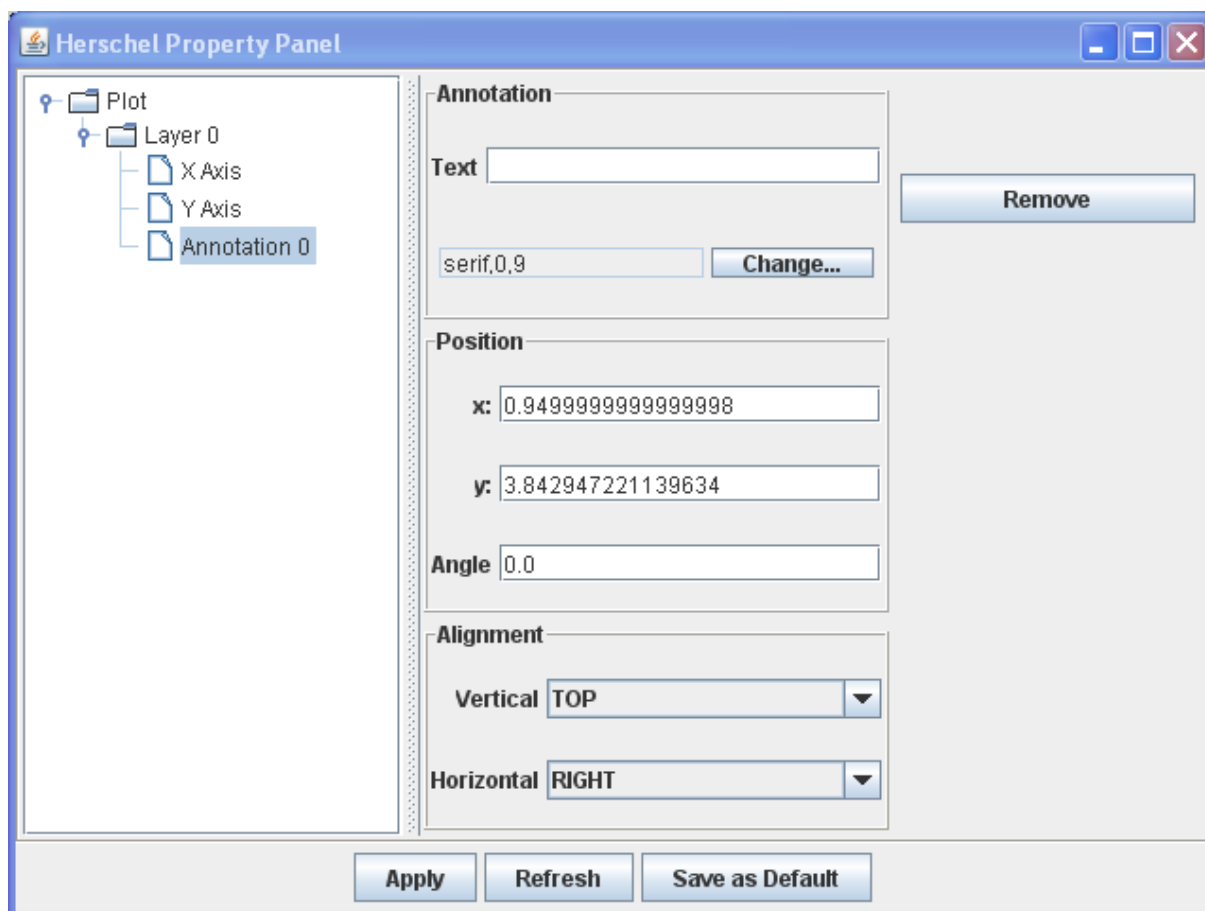 Herschel Property Panel
Plot
Layer 0
X Axis
Y Axis
Annotation 0
Annotation
Text
serif,0,9
Change...
Remove
Position
x: 0.9499999999999998
y: 3.842947221139634
Angle 0.0
Alignment
Vertical TOP
Horizontal RIGHT
Apply Refresh Save as Default